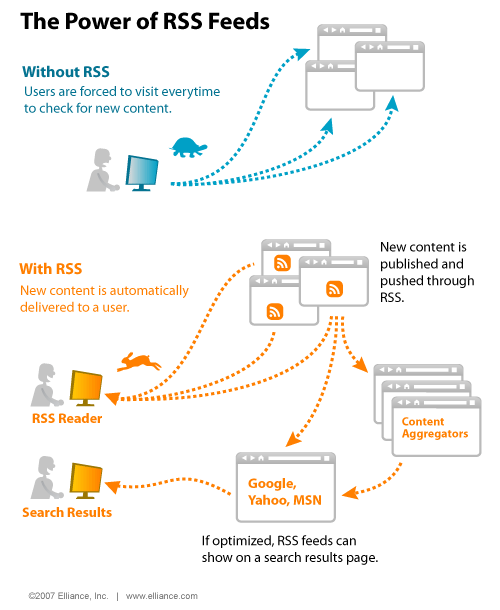 The Power of RSS Feeds
Without RSS
Users are forced to visit everytime
to check for new content.
With RSS
New content is automatically
delivered to a user.
New content is
published and
pushed through
RSS.
RSS Reader
Content
Aggregators
Google,
Yahoo, MSN
Search Results
If optimized, RSS feeds can
show on a search results page.
©2007 Elliance, Inc. | www.elliance.com